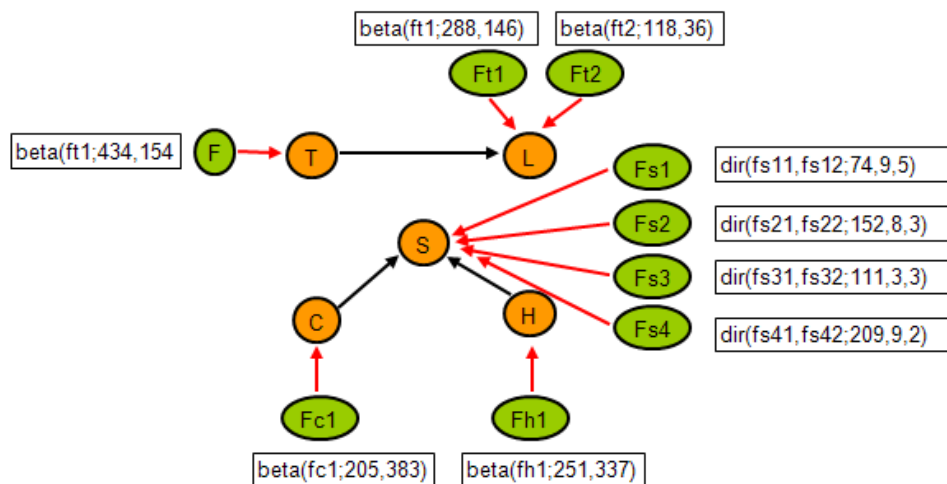 beta(ft1;288,146)
beta(ft2;118,36)
Ft1
Ft2
beta(ft1;434,154
F
T
L
Fs1
dir(fs11,fs12;74,9,5)
Fs2
dir(fs21,fs22;152,8,3)
S
Fs3
dir(fs31,fs32;111,3,3)
C
H
Fs4
dir(fs41,fs42;209,9,2)
Fc1
Fh1
beta(fc1;205,383)
beta(fh1;251,337)